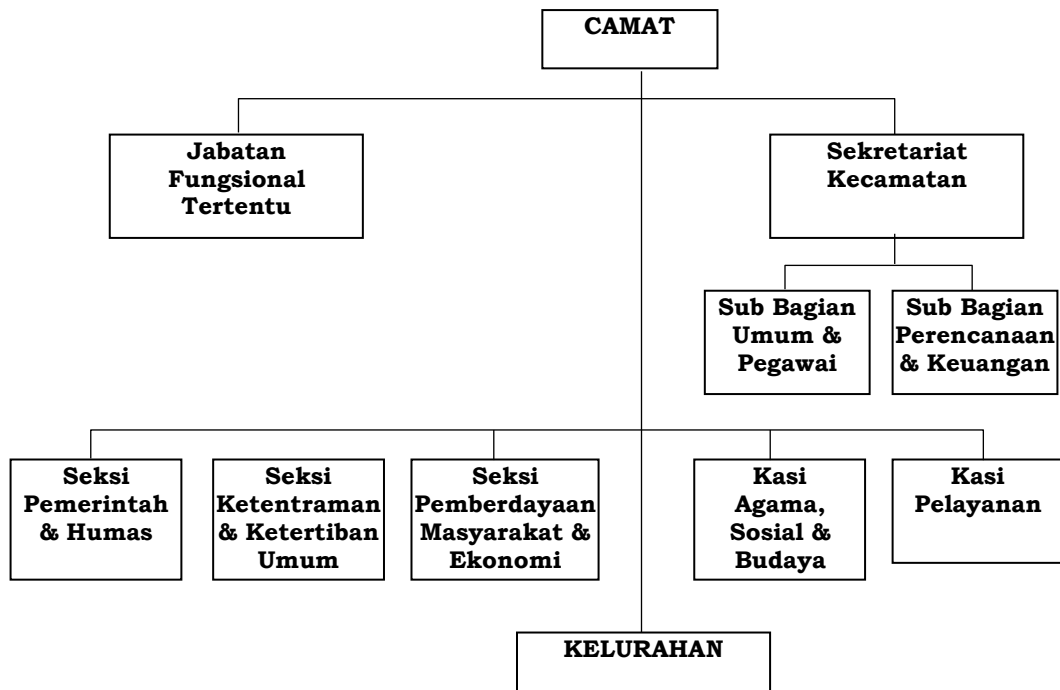 CAMAT
Jabatan
Fungsional
Tertentu
Sekretariat
Kecamatan
Sub Bagian
Umum &
Pegawai
Sub Bagian
Perencanaan
& Keuangan
Seksi
Pemerintah
& Humas
Seksi
Ketentraman
& Ketertiban
Umum
Seksi
Pemberdayaan
Masyarakat &
Ekonomi
Kasi
Agama,
Sosial &
Budaya
Kasi
Pelayanan
KELURAHAN